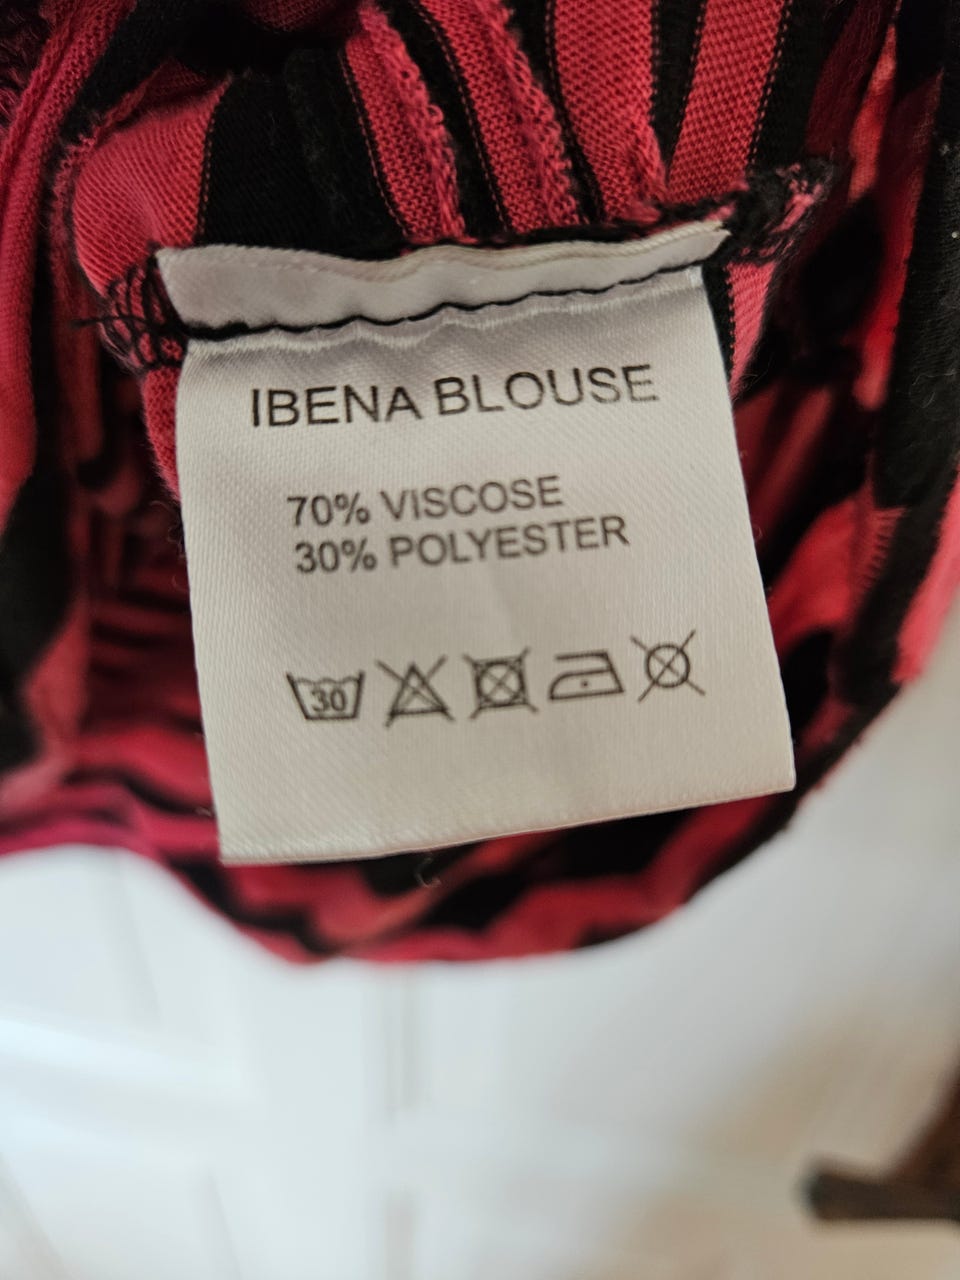 IBENA BLOUSE
70% VISCOSE
30% POLYESTER
30